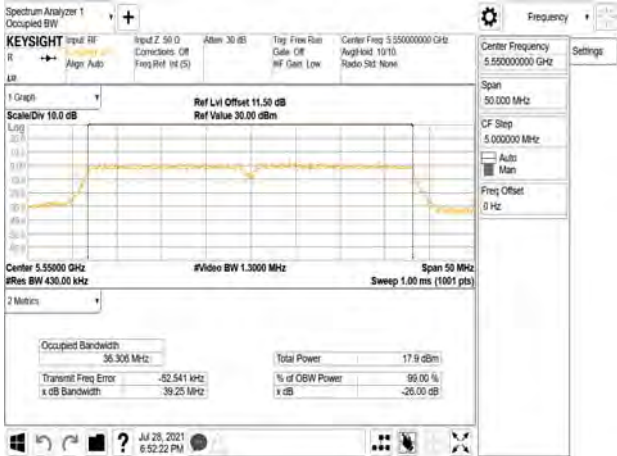 Spectrum Analyzer 1
Occupied BW
+
KEYSIGHT Input: RF
R
Align: Auto
Input Z: 50 Ω
Corrections: Off
Freq Ref: Int (S)
Atten: 30 dB
Trig: Free Run
Gate: Off
#IF Gain: Low
Center Freq: 5.550000000 GHz
Avg|Hold: 10/10
Radio Std: None
1 Graph
Scale/Div 10.0 dB
Log
Ref Lvl Offset 11.50 dB
Ref Value 30.00 dBm
Center 5.55000 GHz
#Res BW 430.00 kHz
#Video BW 1.3000 MHz
Span 50 MHz
Sweep 1.00 ms (1001 pts)
2 Metrics
Occupied Bandwidth
36.306 MHz
Total Power 17.9 dBm
Transmit Freq Error -52.541 kHz
% of OBW Power 99.00 %
x dB Bandwidth 39.25 MHz
x dB -26.00 dB
?
Jul 28, 2021
6:52:22 PM
Frequency
Settings
Center Frequency
5.550000000 GHz
Span
50.000 MHz
CF Step
5.000000 MHz
Auto
Man
Freq Offset
0 Hz